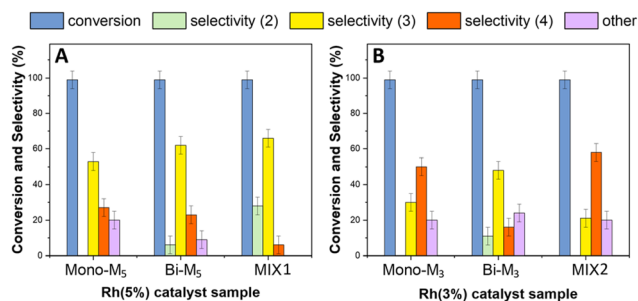 conversion selectivity (2) selectivity (3) selectivity (4) other
A
Conversion and Selectivity (%)
100
80
60
40
20
0
Mono-M₅ Bi-M₅ MIX1
Rh(5%) catalyst sample
B
Conversion and Selectivity (%)
100
80
60
40
20
0
Mono-M₃ Bi-M₃ MIX2
Rh(3%) catalyst sample